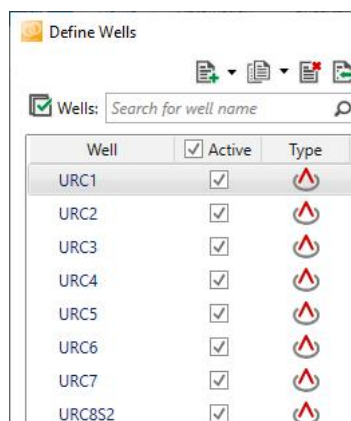 Define Wells
Wells: Search for well name
Well Active Type
URC1
URC2
URC3
URC4
URC5
URC6
URC7
URC8S2